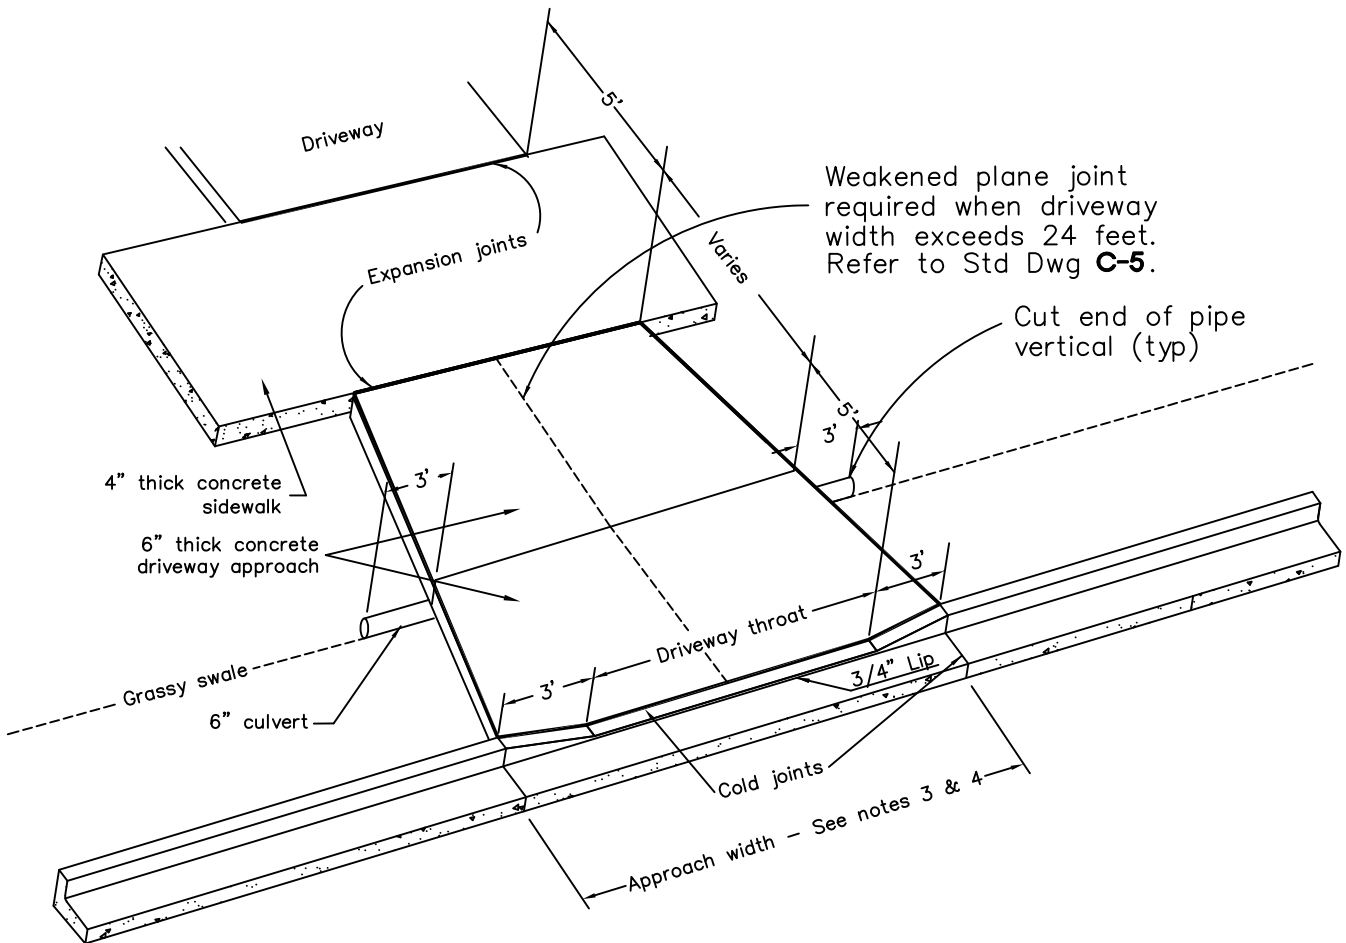 5’
Driveway
Weakened plane joint
required when driveway
width exceeds 24 feet.
Refer to Std Dwg C-5.
Varies
Expansion joints
Cut end of pipe
vertical (typ)
5’
3’
4” thick concrete
sidewalk
3’
6” thick concrete
driveway approach
3’
Driveway throat
3/4” Lip
Grassy swale
3’
6” culvert
Cold joints
Approach width – See notes 3 & 4